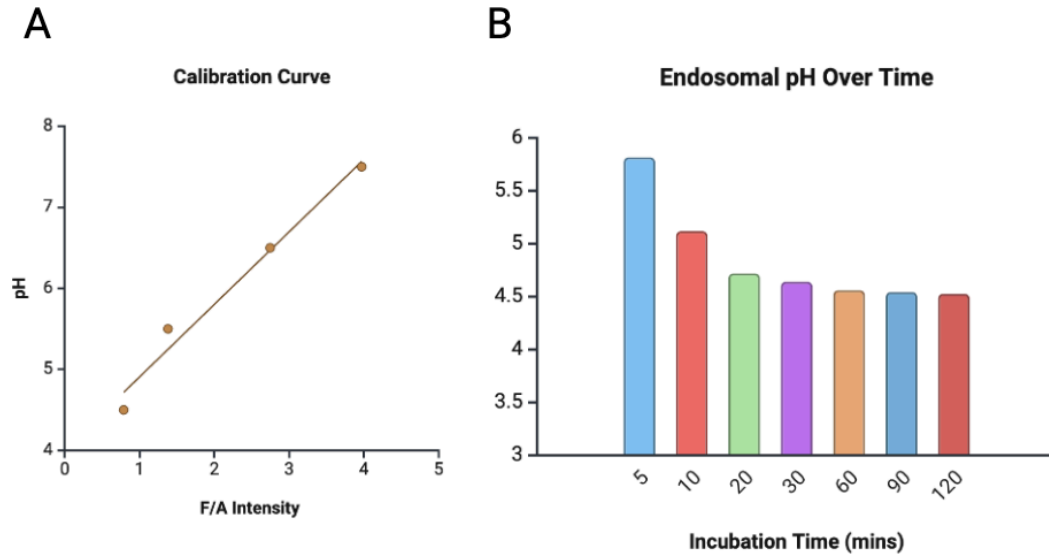 A
Calibration Curve
8
7
6
5
4
pH
0 1 2 3 4 5
F/A Intensity
B
Endosomal pH Over Time
6
5.5
5
4.5
4
3.5
3
5 10 20 30 60 90 120
Incubation Time (mins)